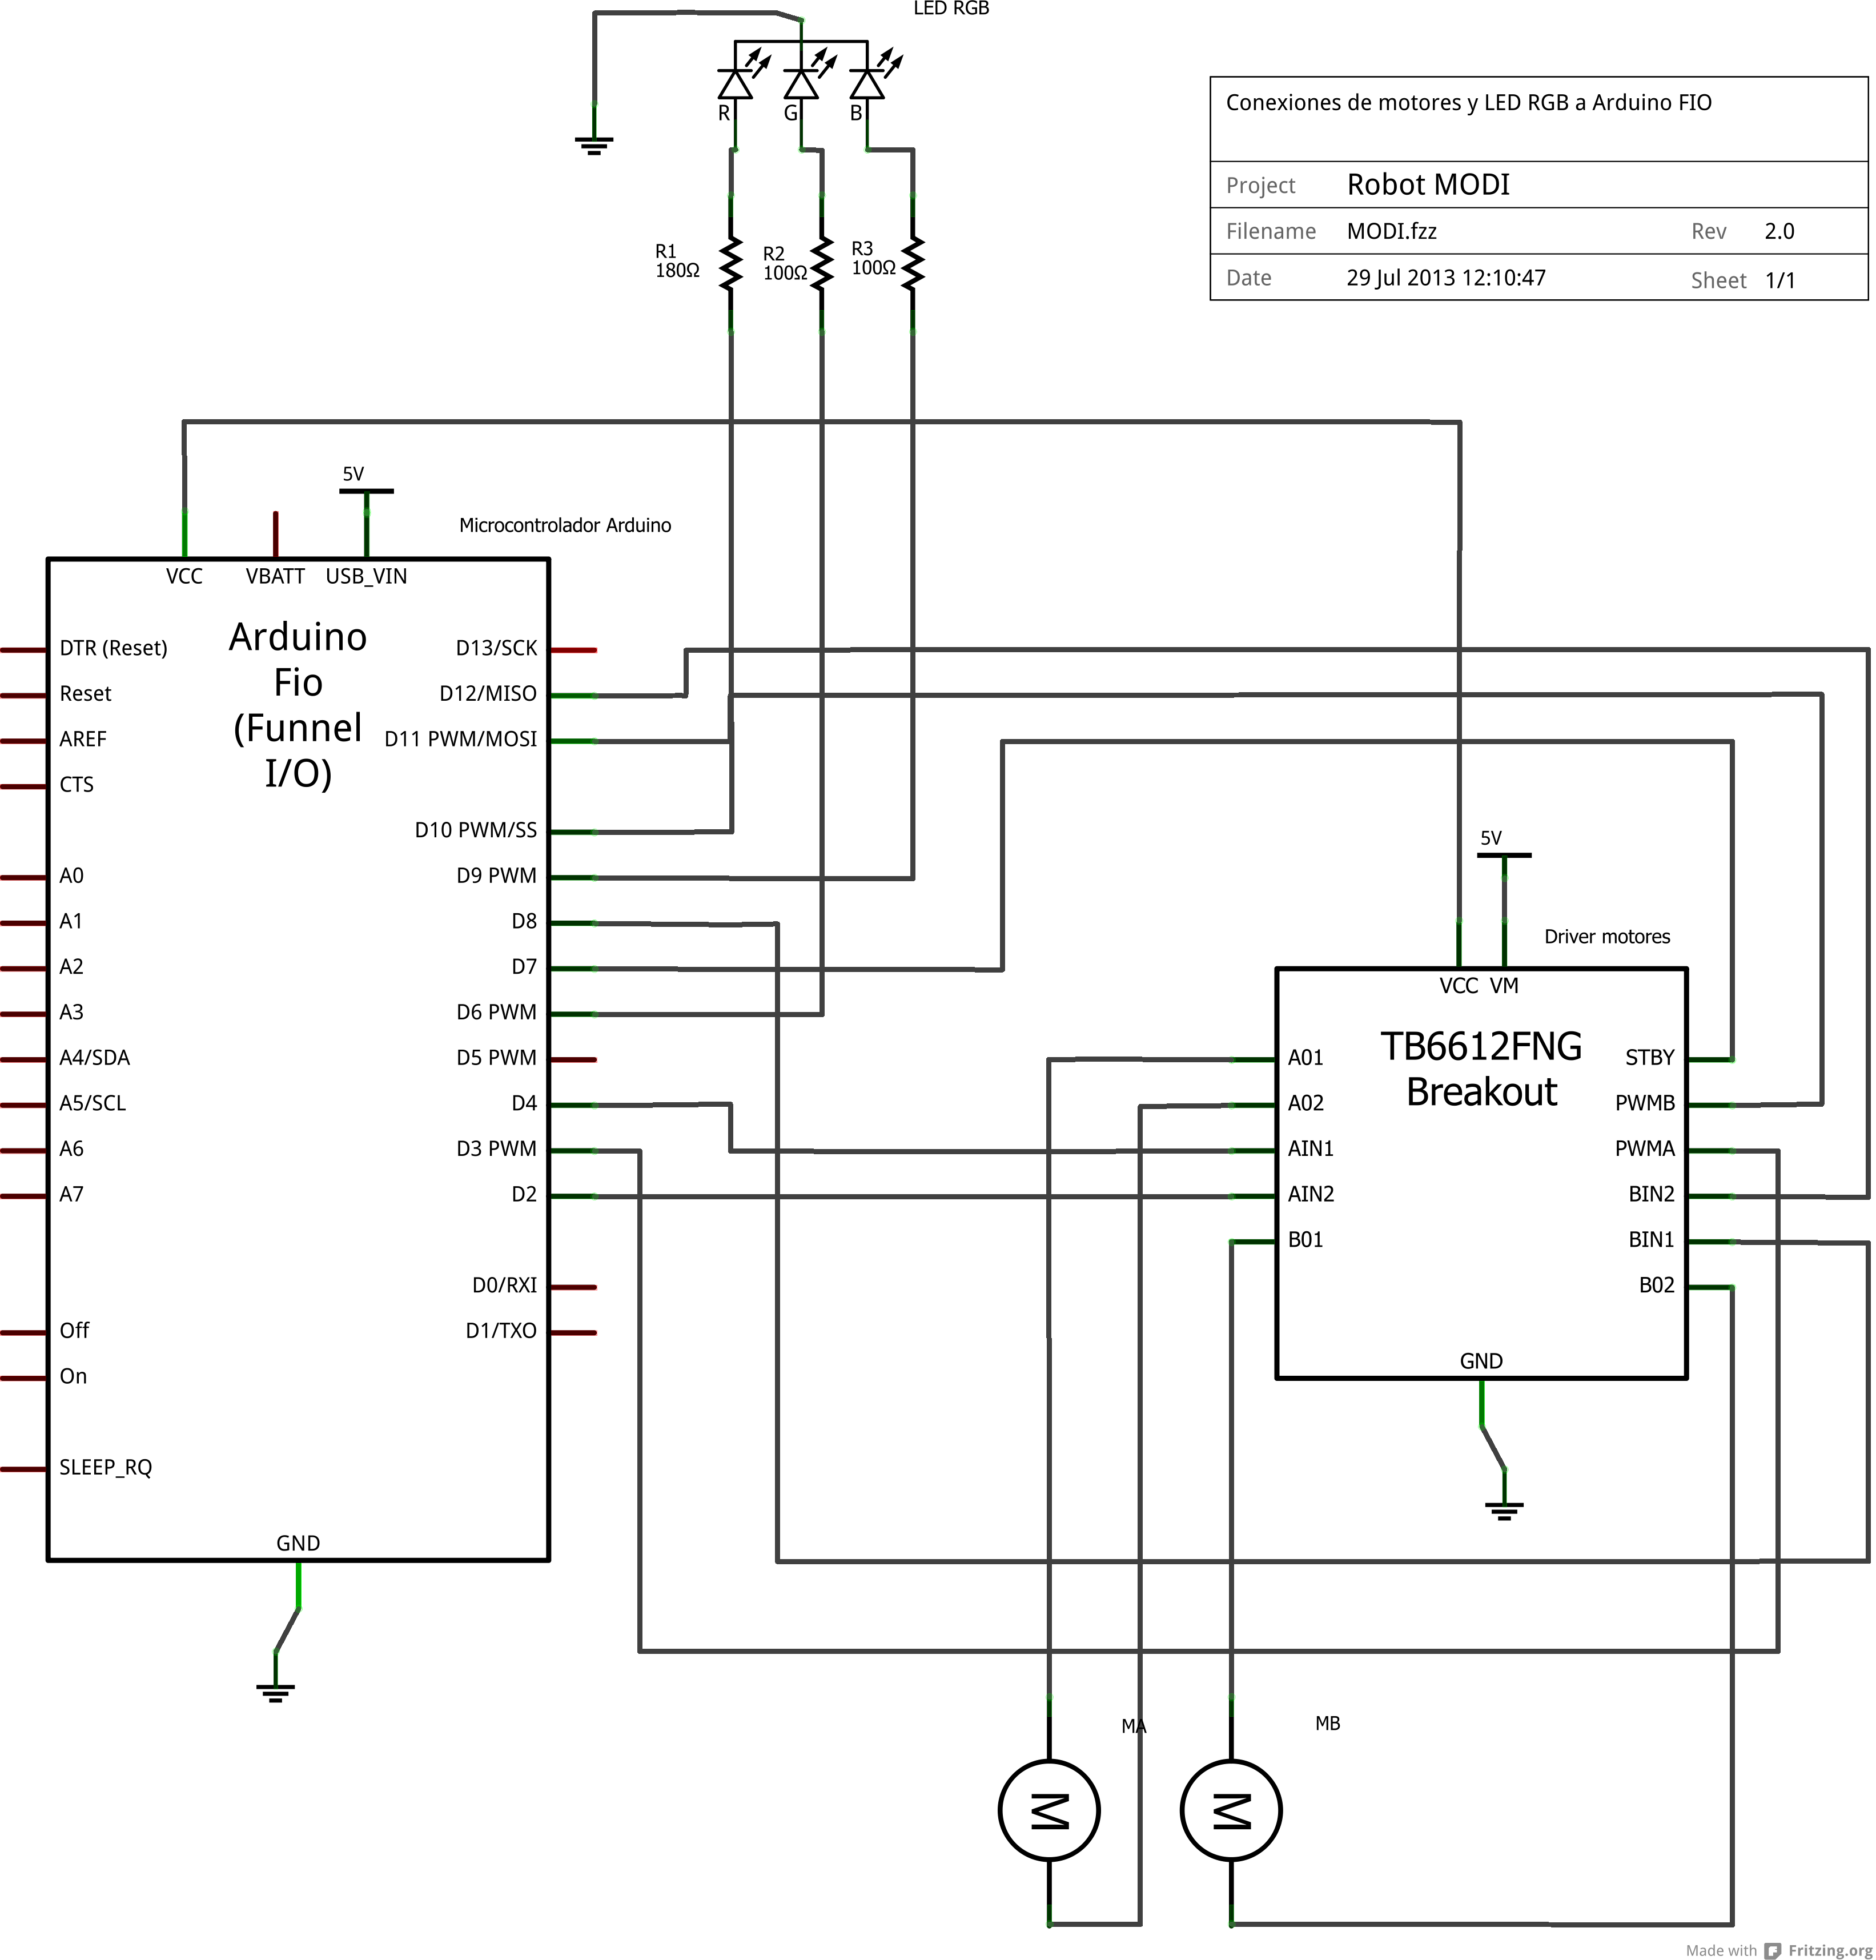 LED RGB
R
G
B
Conexiones de motores y LED RGB a Arduino FIO
Project Robot MODI
Filename MODI.fzz Rev 2.0
Date 29 Jul 2013 12:10:47 Sheet 1/1
R1
180Ω
R2
100Ω
R3
100Ω
5V
Microcontrolador Arduino
VCC VBATT USB_VIN
Arduino
Fio
(Funnel
I/O)
DTR (Reset)
Reset
AREF
CTS
A0
A1
A2
A3
A4/SDA
A5/SCL
A6
A7
Off
On
SLEEP_RQ
D13/SCK
D12/MISO
D11 PWM/MOSI
D10 PWM/SS
D9 PWM
D8
D7
D6 PWM
D5 PWM
D4
D3 PWM
D2
D0/RXI
D1/TXO
GND
5V
Driver motores
VCC VM
TB6612FNG
Breakout
A01
A02
AIN1
AIN2
B01
STBY
PWMB
PWMA
BIN2
BIN1
B02
GND
MA
MB
M
M
Made with Fritzing.org